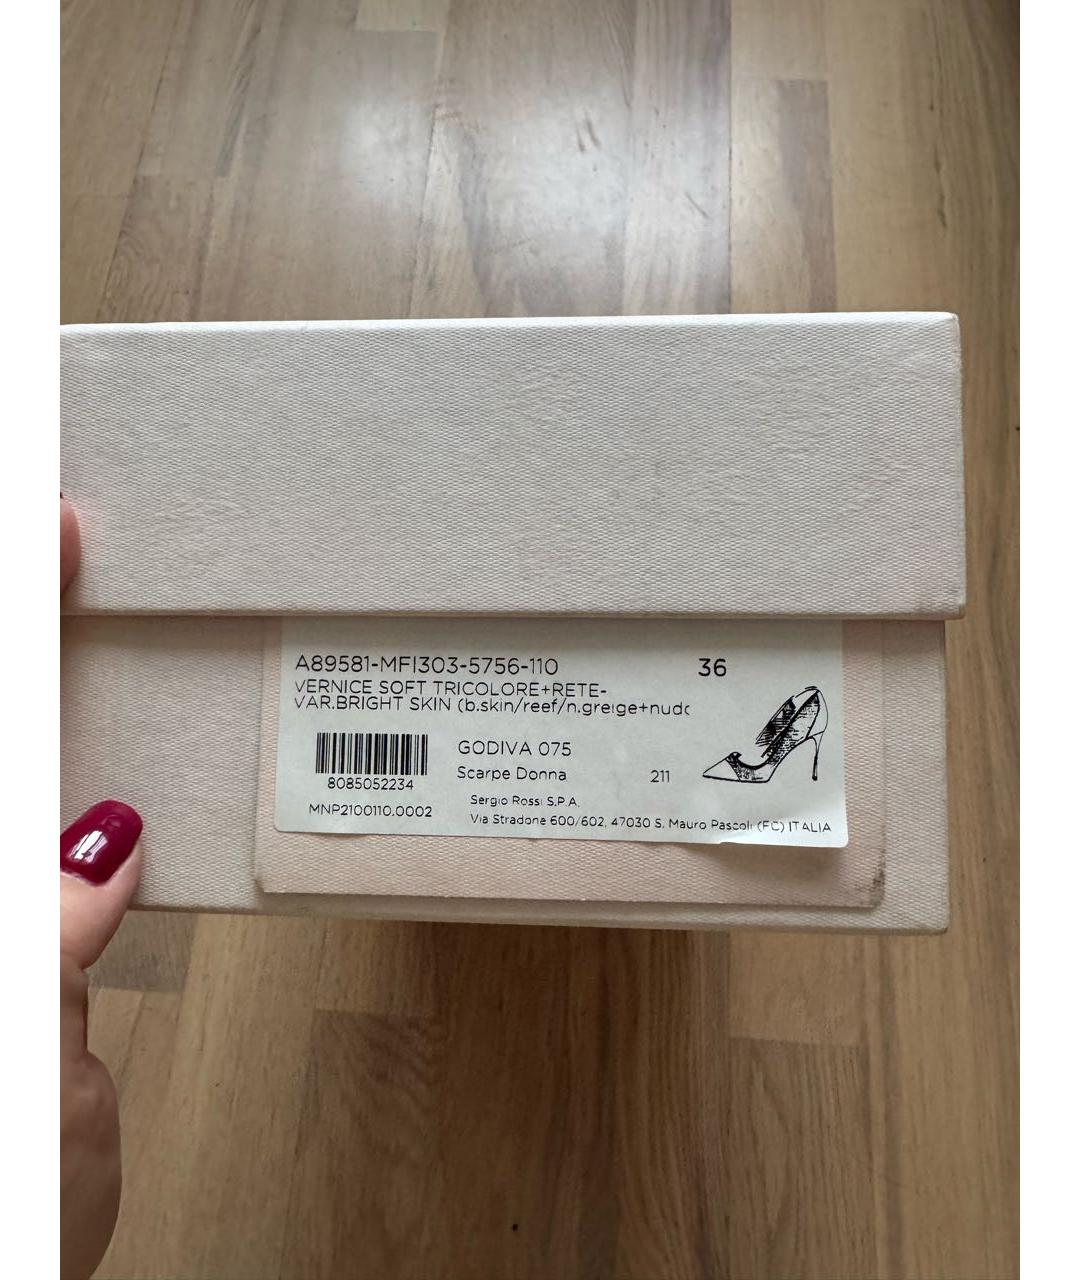 A89581-MFI303-5756-110 36
VERNICE SOFT TRICOLORE+RETE-
VAR.BRIGHT SKIN (b.skin/reef/n.greige+nudo
GODIVA 075
Scarpe Donna 211
8085052234
MNP2100110.0002
Sergio Rossi S.P.A.
Via Stradone 600/602, 47030 S. Mauro Pascoli (FC) ITALIA